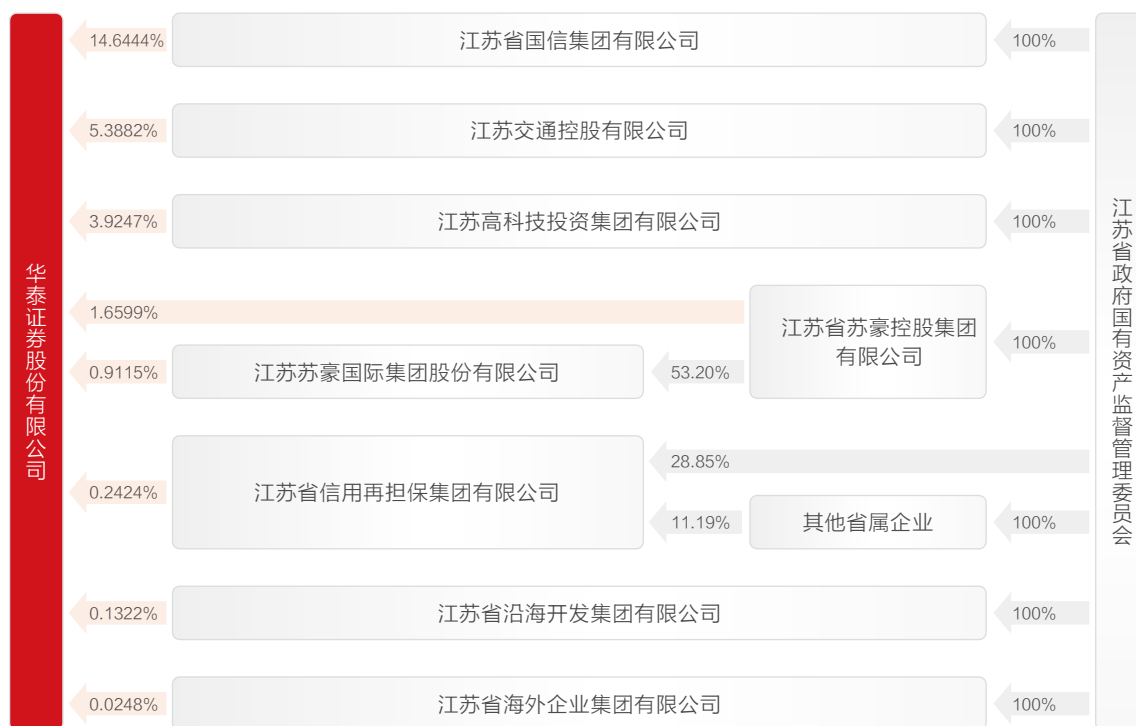 华泰证券股份有限公司
14.6444%
江苏省国信集团有限公司
100%
5.3882%
江苏交通控股有限公司
100%
3.9247%
江苏高科技投资集团有限公司
100%
1.6599%
江苏省苏豪控股集团
有限公司
100%
0.9115%
江苏苏豪国际集团股份有限公司
53.20%
0.2424%
江苏省信用再担保集团有限公司
28.85%
11.19%
其他省属企业
100%
0.1322%
江苏省沿海开发集团有限公司
100%
0.0248%
江苏省海外企业集团有限公司
100%
江苏省政府国有资产监督管理委员会